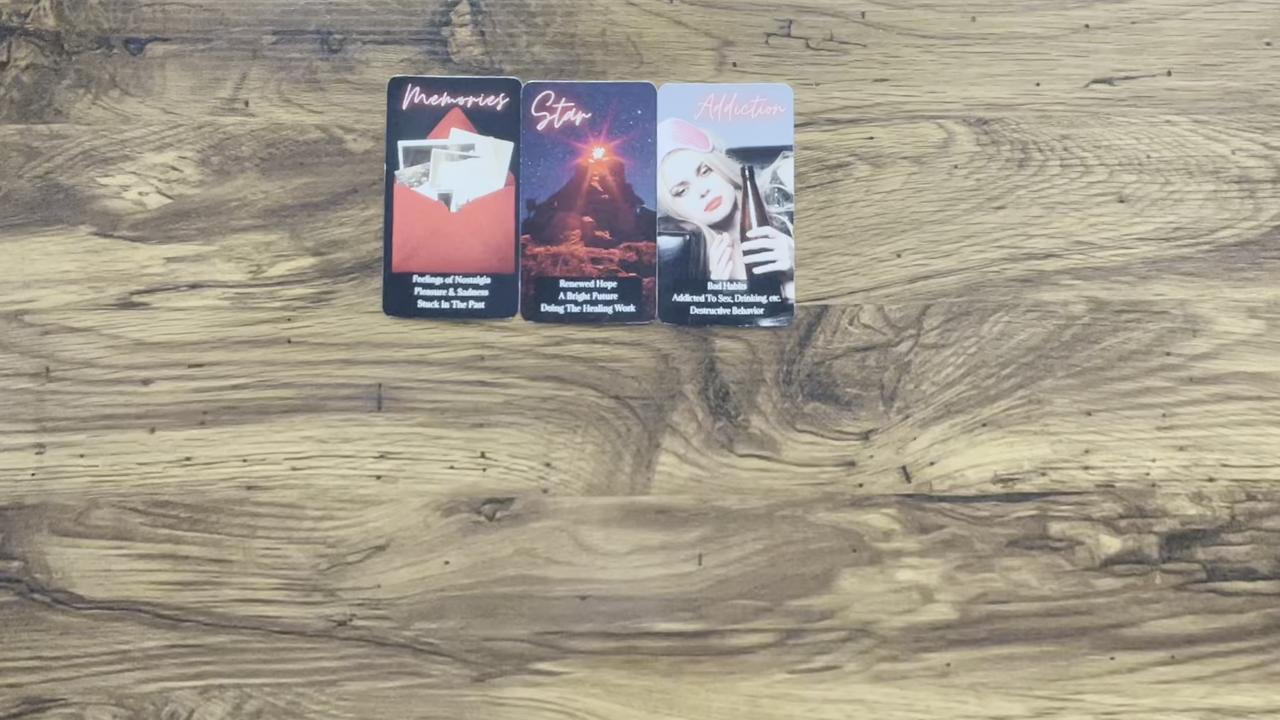 Memories
Feelings of Nostalgia
Pleasure & Sadness
Stuck In The Past
Star
Renewed Hope
A Bright Future
Doing The Healing Work
Addiction
Bad Habits
Addicted To Sex, Drinking, etc.
Destructive Behavior